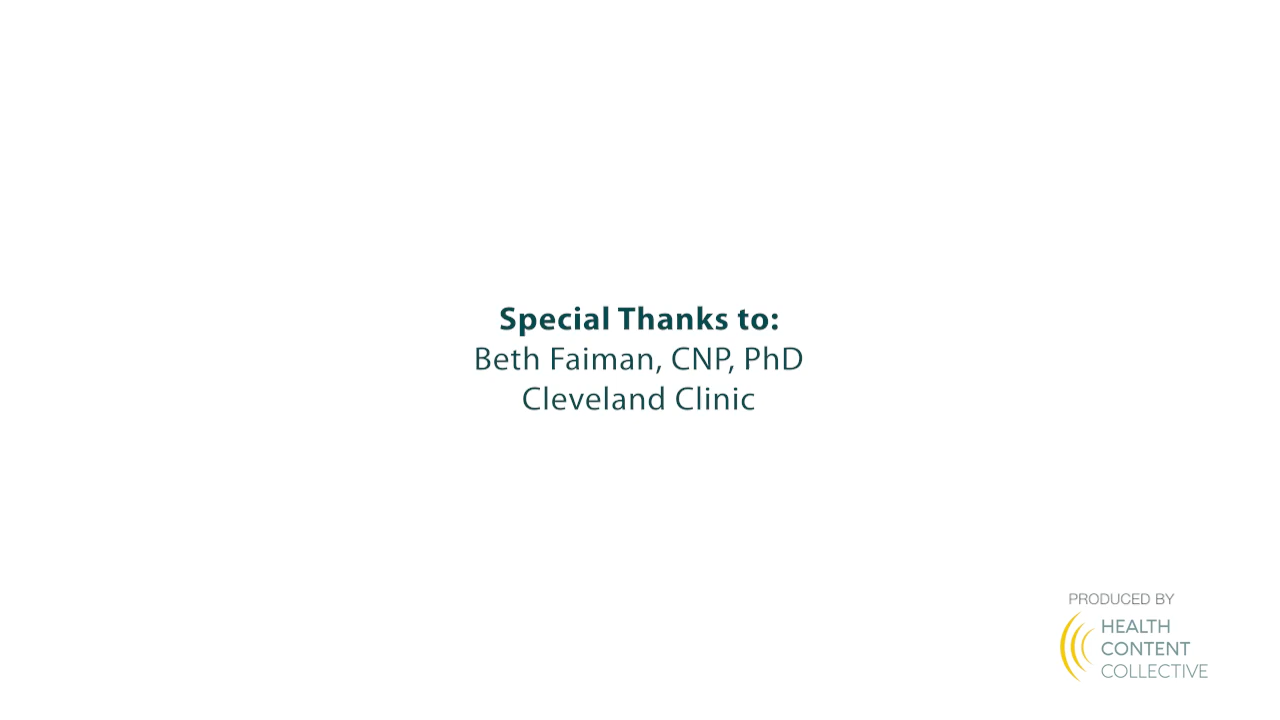 Special Thanks to:
Beth Faiman, CNP, PhD
Cleveland Clinic
PRODUCED BY
HEALTH
CONTENT
COLLECTIVE